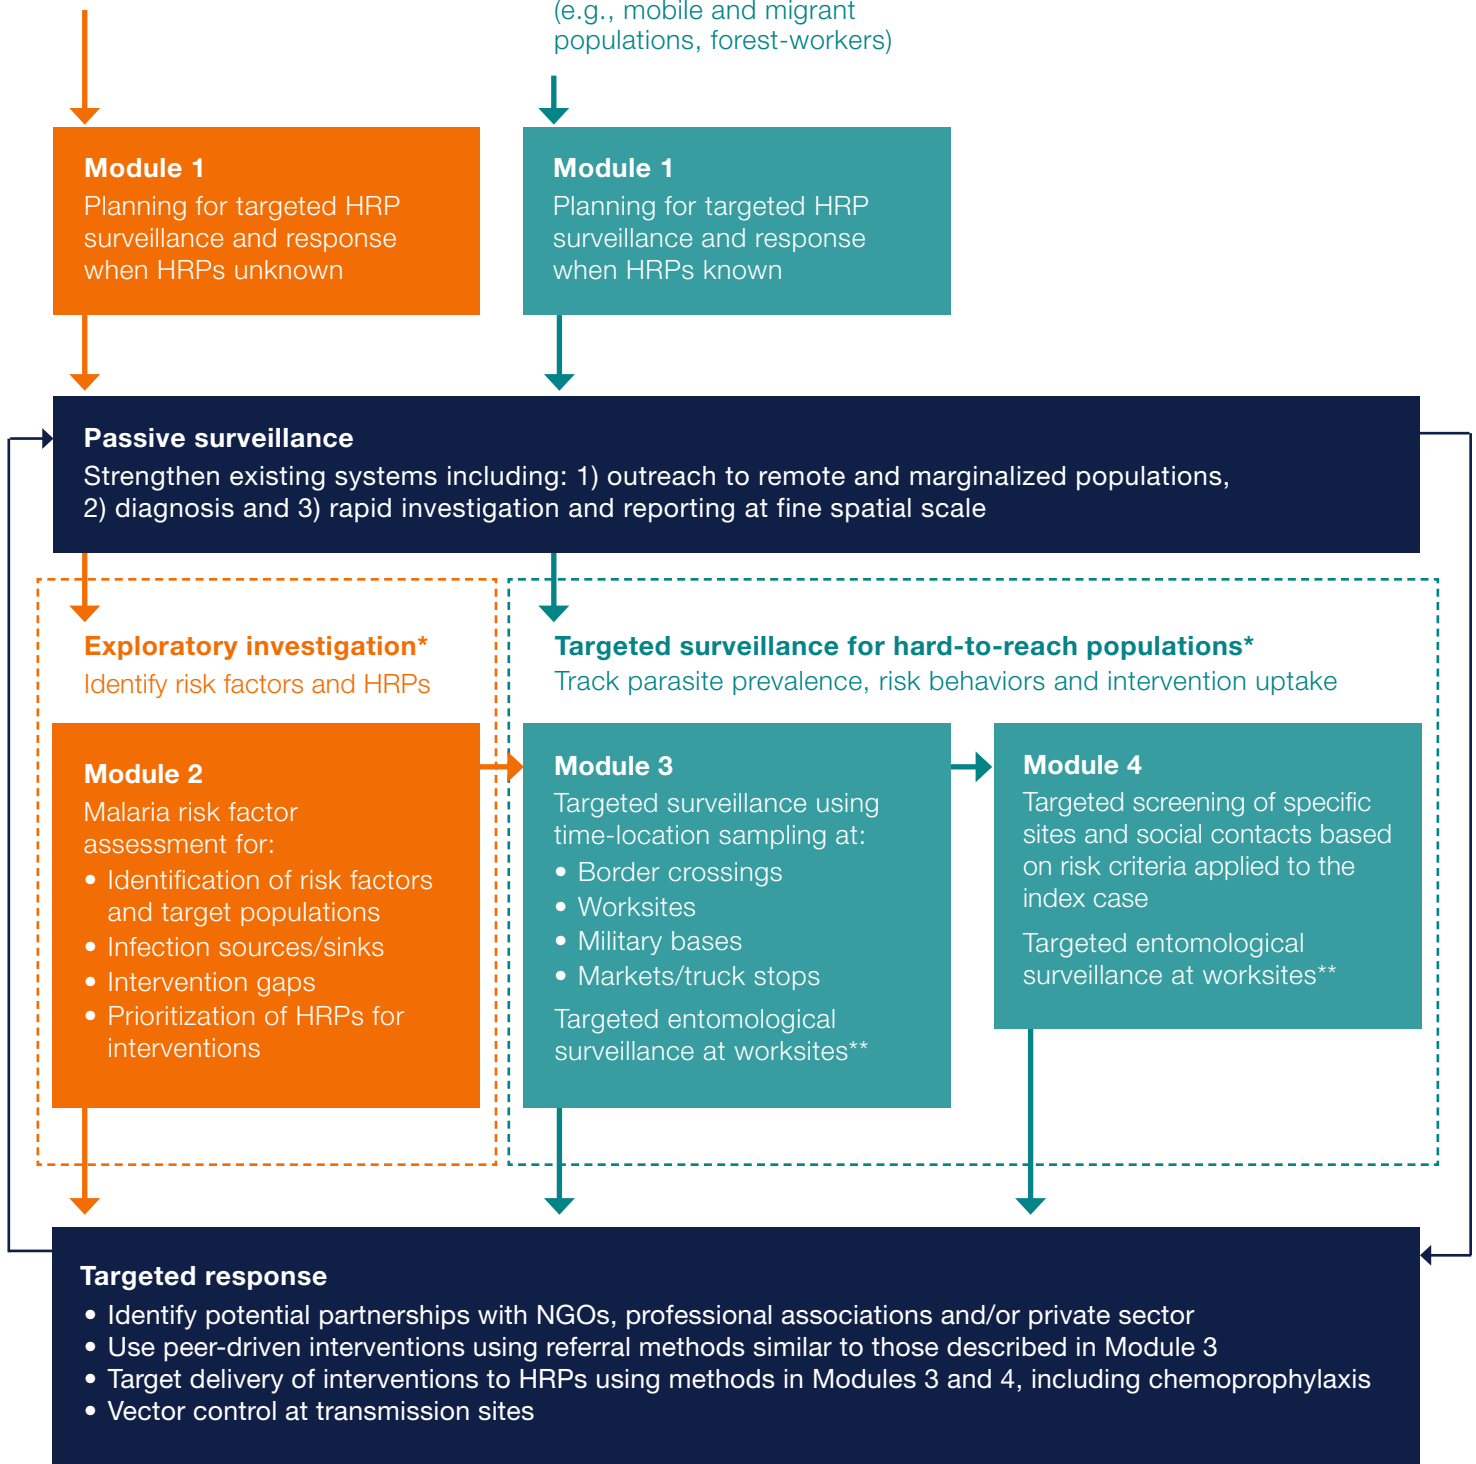 (e.g., mobile and migrant
populations, forest-workers)
Module 1
Planning for targeted HRP
surveillance and response
when HRPs unknown
Module 1
Planning for targeted HRP
surveillance and response
when HRPs known
Passive surveillance
Strengthen existing systems including: 1) outreach to remote and marginalized populations,
2) diagnosis and 3) rapid investigation and reporting at fine spatial scale
Exploratory investigation*
Identify risk factors and HRPs
Targeted surveillance for hard-to-reach populations*
Track parasite prevalence, risk behaviors and intervention uptake
Module 2
Malaria risk factor
assessment for:
• Identification of risk factors
and target populations
• Infection sources/sinks
• Intervention gaps
• Prioritization of HRPs for
interventions
Module 3
Targeted surveillance using
time-location sampling at:
• Border crossings
• Worksites
• Military bases
• Markets/truck stops
Targeted entomological
surveillance at worksites**
Module 4
Targeted screening of specific
sites and social contacts based
on risk criteria applied to the
index case
Targeted entomological
surveillance at worksites**
Targeted response
• Identify potential partnerships with NGOs, professional associations and/or private sector
• Use peer-driven interventions using referral methods similar to those described in Module 3
• Target delivery of interventions to HRPs using methods in Modules 3 and 4, including chemoprophylaxis
• Vector control at transmission sites